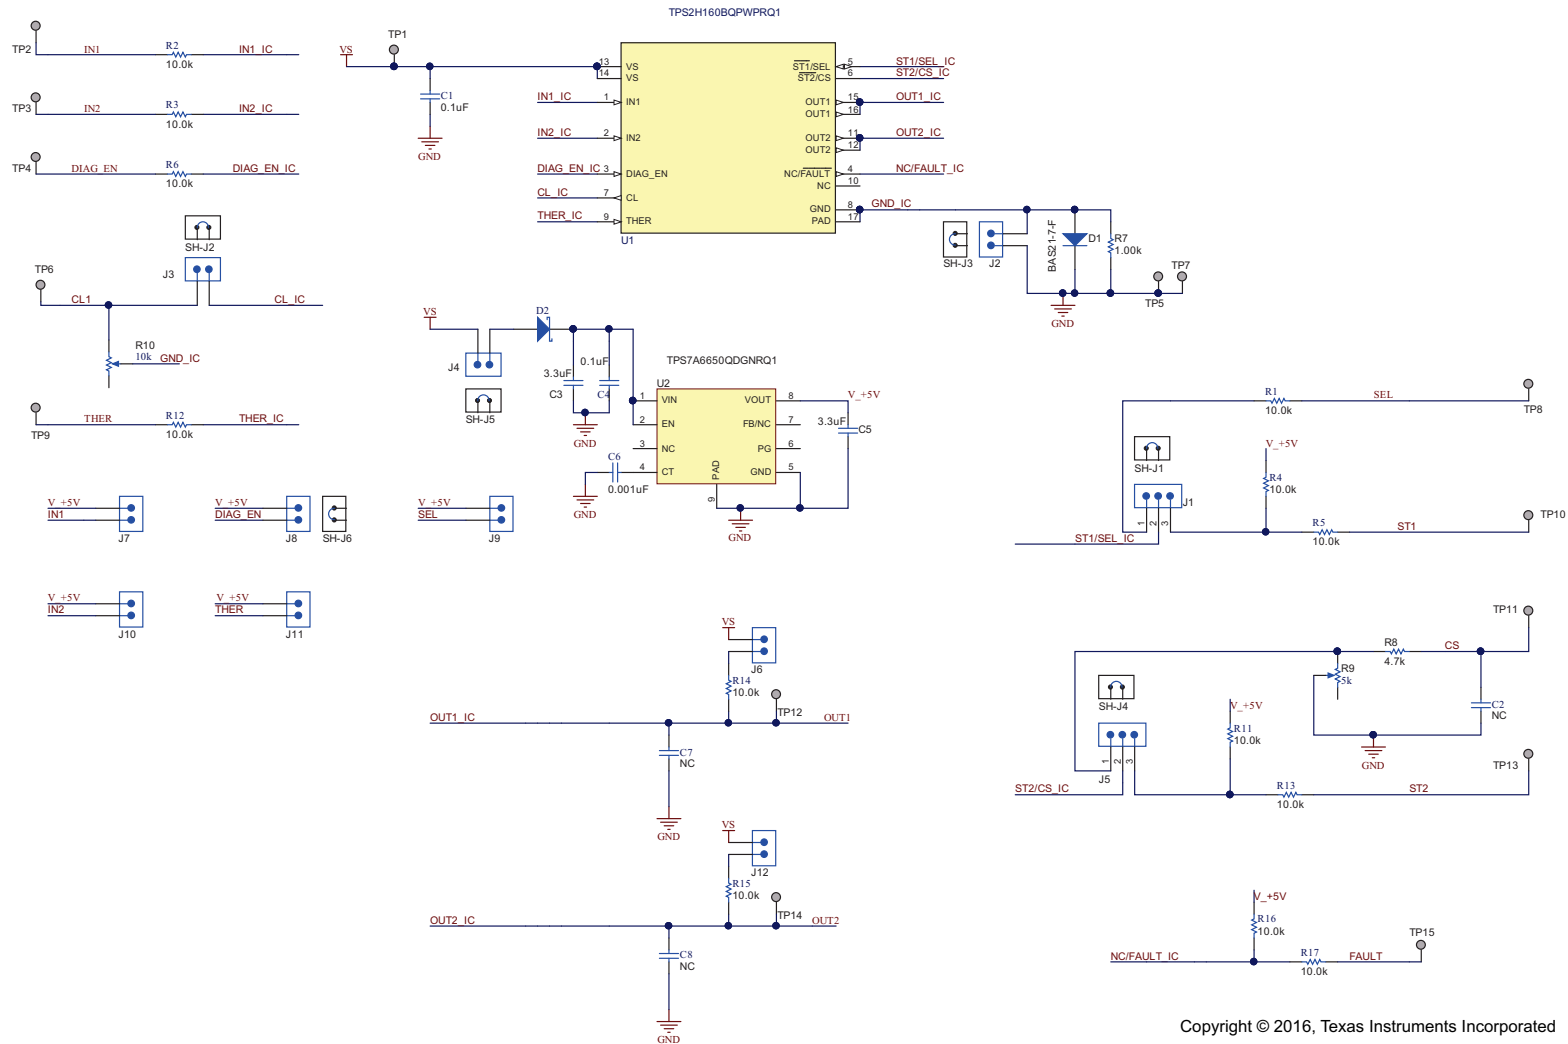 TPS2H160BQPWPRQ1
TP2
IN1
R2
10.0k
IN1_IC
TP3
IN2
R3
10.0k
IN2_IC
TP4
DIAG_EN
R6
10.0k
DIAG_EN_IC
VS
TP1
C1
0.1uF
GND
IN1_IC
IN2_IC
DIAG_EN_IC
CL_IC
THER_IC
13
14
1
2
3
7
9
VS
VS
IN1
IN2
DIAG_EN
CL
THER
U1
ST1/SEL
ST2/CS
OUT1
OUT1
OUT2
OUT2
NC/FAULT
NC
GND
PAD
5
6
15
16
11
12
4
10
8
17
ST1/SEL_IC
ST2/CS_IC
OUT1_IC
OUT2_IC
NC/FAULT_IC
GND_IC
SH-J3
J2
BAS21-7-F
D1
R7
1.00k
TP7
TP5
GND
SH-J2
J3
TP6
CL1
CL_IC
R10
10k
GND_IC
TP9
THER
R12
10.0k
THER_IC
VS
J4
SH-J5
D2
3.3uF
C3
0.1uF
C4
GND
TPS7A6650QDGNRQ1
U2
1
2
3
4
VIN
EN
NC
CT
PAD
9
VOUT
FB/NC
PG
GND
8
7
6
5
V_+5V
3.3uF
C5
C6
0.001uF
GND
GND
V_+5V
IN1
J7
V_+5V
DIAG_EN
J8
SH-J6
V_+5V
SEL
J9
V_+5V
IN2
J10
V_+5V
THER
J11
R1
10.0k
SEL
TP8
SH-J1
J1
1
2
3
V_+5V
R4
10.0k
R5
10.0k
ST1
TP10
ST1/SEL_IC
VS
J6
R14
10.0k
TP12
OUT1_IC
OUT1
C7
NC
GND
VS
J12
R15
10.0k
TP14
OUT2_IC
OUT2
C8
NC
GND
TP11
R8
4.7k
CS
R9
5k
C2
NC
GND
SH-J4
J5
1
2
3
V_+5V
R11
10.0k
R13
10.0k
ST2
TP13
ST2/CS_IC
V_+5V
R16
10.0k
NC/FAULT_IC
R17
10.0k
FAULT
TP15
Copyright © 2016, Texas Instruments Incorporated